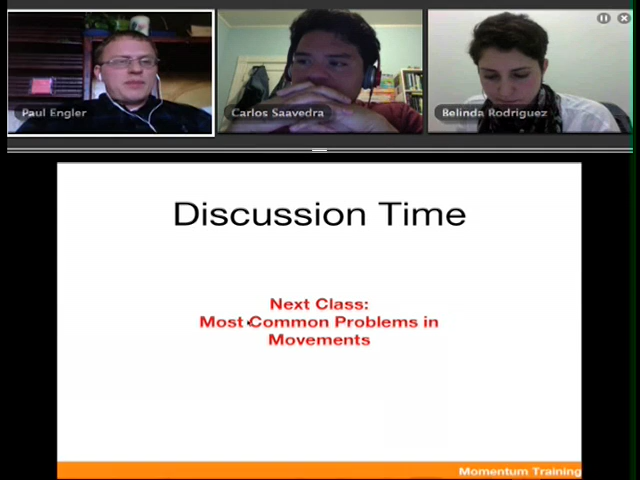 Paul Engler
Carlos Saavedra
Belinda Rodriguez
Discussion Time
Next Class:
Most Common Problems in
Movements
Momentum Training